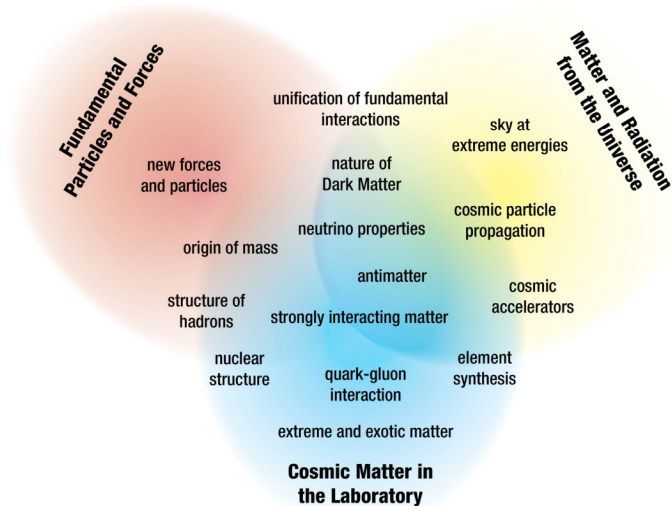 Fundamental
Particles and Forces
Matter and Radiation
from the Universe
unification of fundamental
interactions
sky at
extreme energies
new forces
and particles
nature of
Dark Matter
cosmic particle
propagation
neutrino properties
origin of mass
antimatter
cosmic
accelerators
structure of
hadrons
strongly interacting matter
nuclear
structure
quark-gluon
interaction
element
synthesis
extreme and exotic matter
Cosmic Matter in
the Laboratory